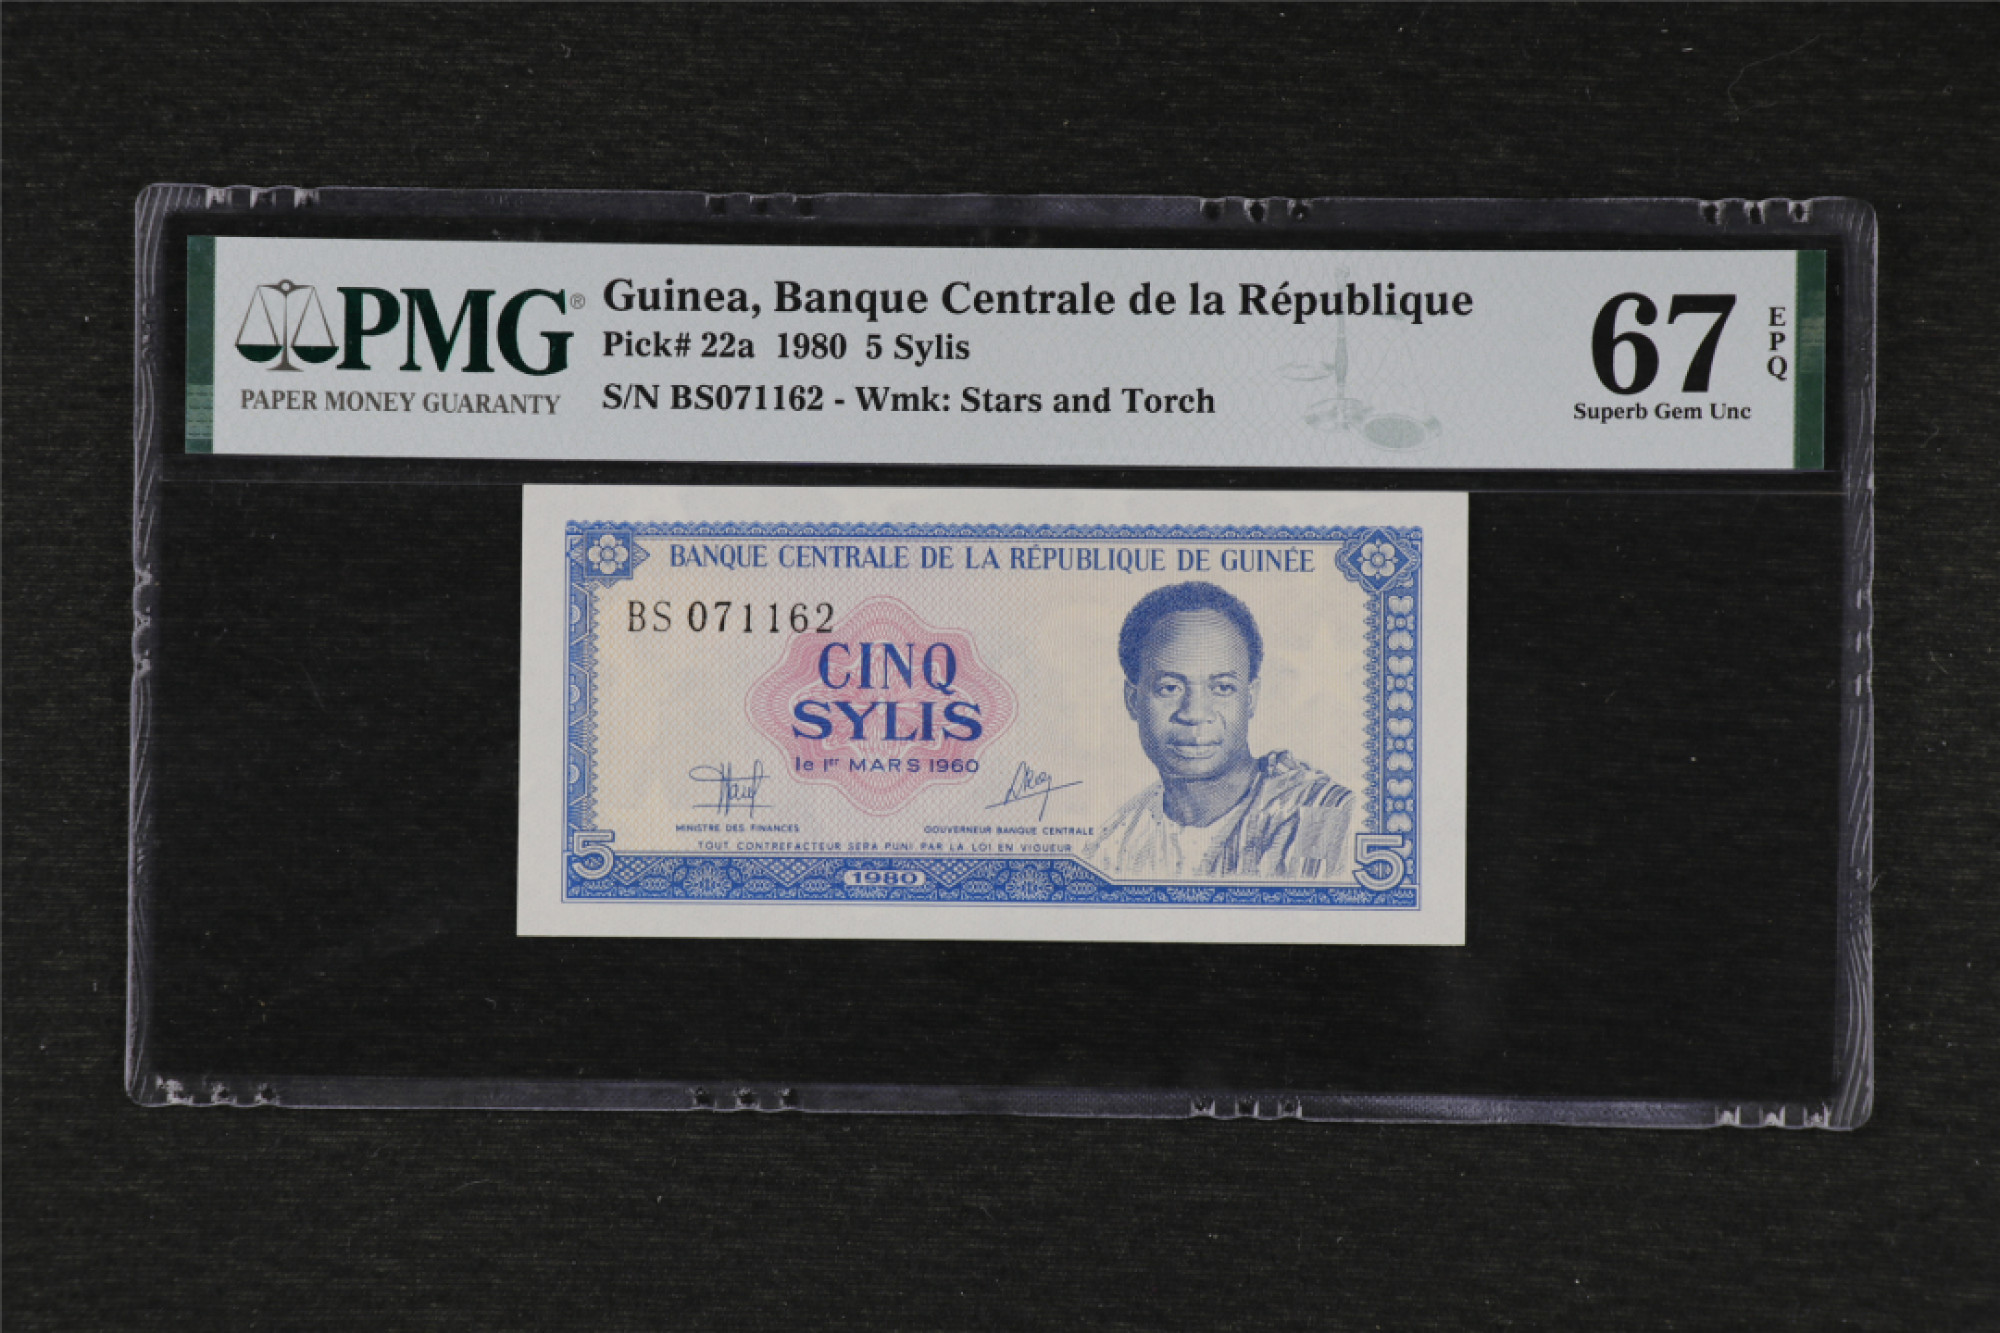 PMG®
PAPER MONEY GUARANTY
Guinea, Banque Centrale de la République
Pick# 22a 1980 5 Sylis
S/N BS071162 - Wmk: Stars and Torch
67
EPQ
Superb Gem Unc
BANQUE CENTRALE DE LA RÉPUBLIQUE DE GUINÉE
BS 071162
CINQ
SYLIS
le 1er MARS 1960
MINISTRE DES FINANCES
GOUVERNEUR BANQUE CENTRALE
TOUT CONTREFACTEUR SERA PUNI PAR LA LOI EN VIGUEUR
5
1980
5